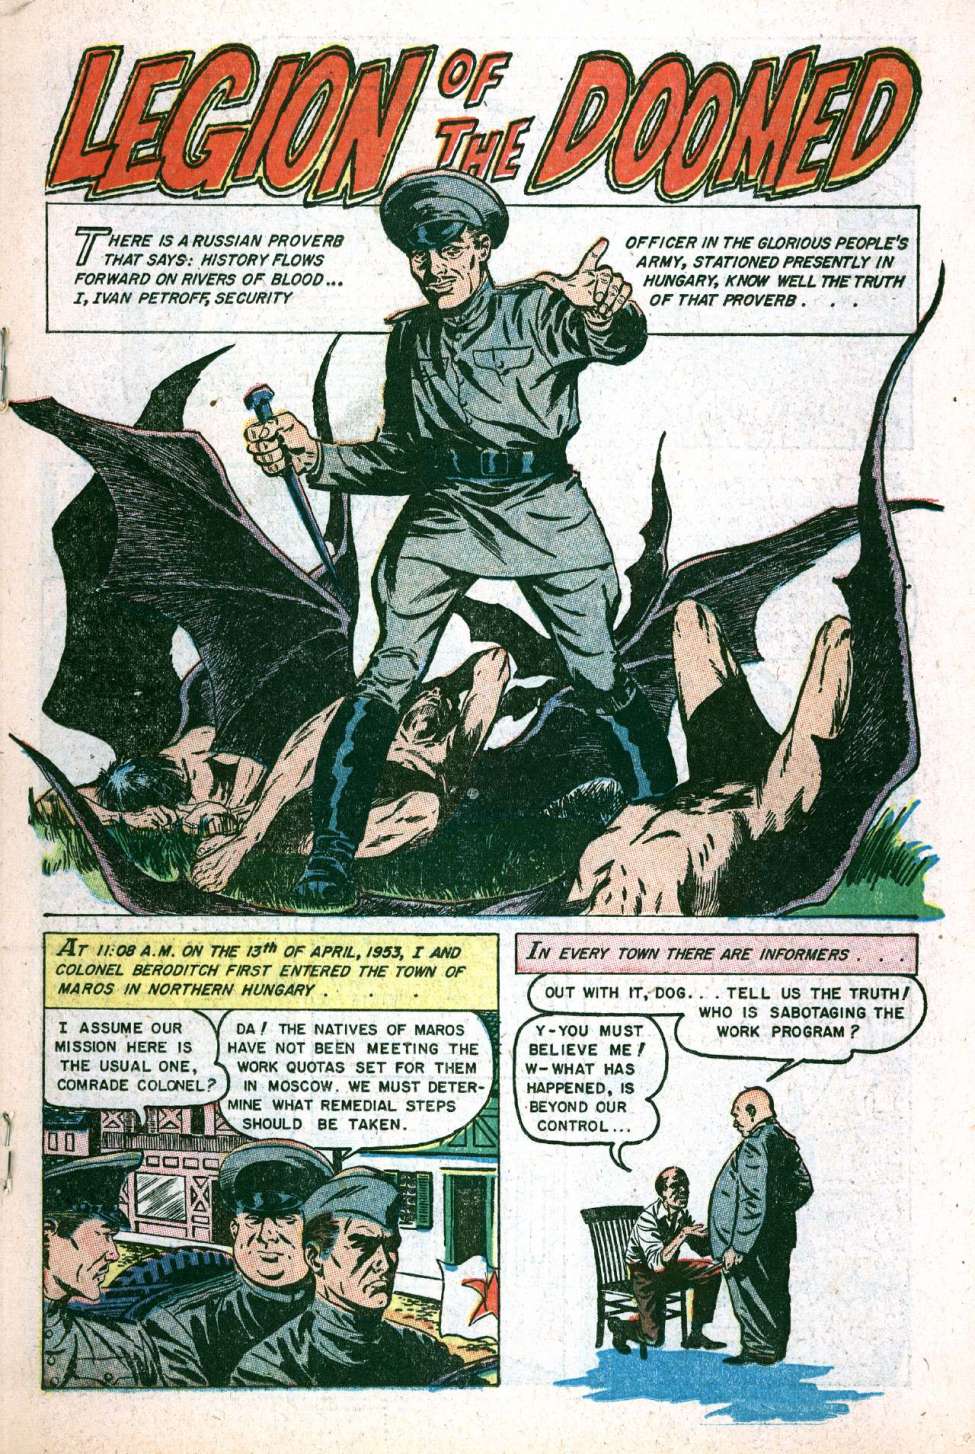 LEGION OF THE DOOMED
THERE IS A RUSSIAN PROVERB
THAT SAYS: HISTORY FLOWS
FORWARD ON RIVERS OF BLOOD...
I, IVAN PETROFF, SECURITY
OFFICER IN THE GLORIOUS PEOPLE'S
ARMY, STATIONED PRESENTLY IN
HUNGARY, KNOW WELL THE TRUTH
OF THAT PROVERB . . .
AT 11:08 A.M. ON THE 13th OF APRIL, 1953, I AND
COLONEL BERODITCH FIRST ENTERED THE TOWN OF
MAROS IN NORTHERN HUNGARY . . . .
I ASSUME OUR
MISSION HERE IS
THE USUAL ONE,
COMRADE COLONEL?
DA! THE NATIVES OF MAROS
HAVE NOT BEEN MEETING THE
WORK QUOTAS SET FOR THEM
IN MOSCOW. WE MUST DETER-
MINE WHAT REMEDIAL STEPS
SHOULD BE TAKEN.
IN EVERY TOWN THERE ARE INFORMERS . . .
OUT WITH IT, DOG... TELL US THE TRUTH!
WHO IS SABOTAGING THE
WORK PROGRAM?
Y-YOU MUST
BELIEVE ME!
W-WHAT HAS
HAPPENED, IS
BEYOND OUR
CONTROL...